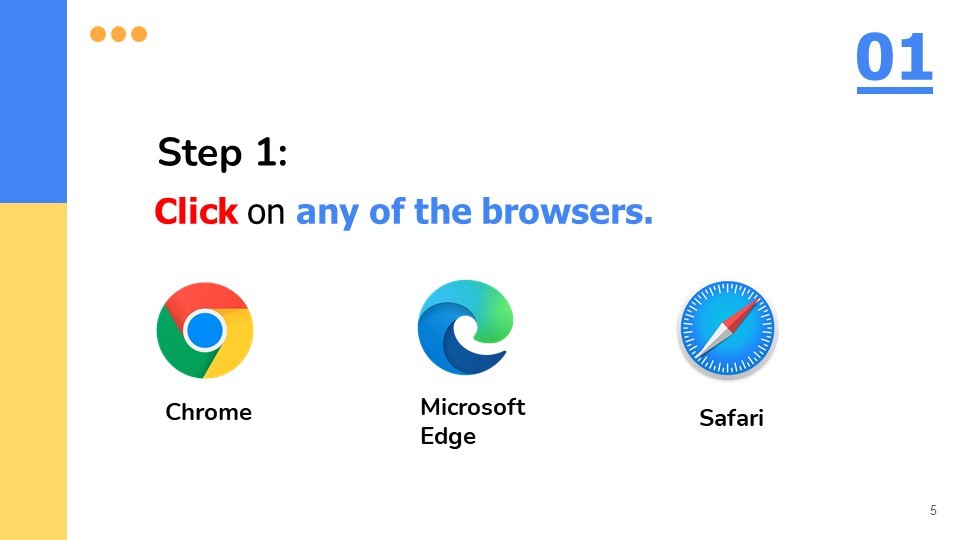 01
Step 1:
Click on any of the browsers.
Chrome
Microsoft
Edge
Safari
5